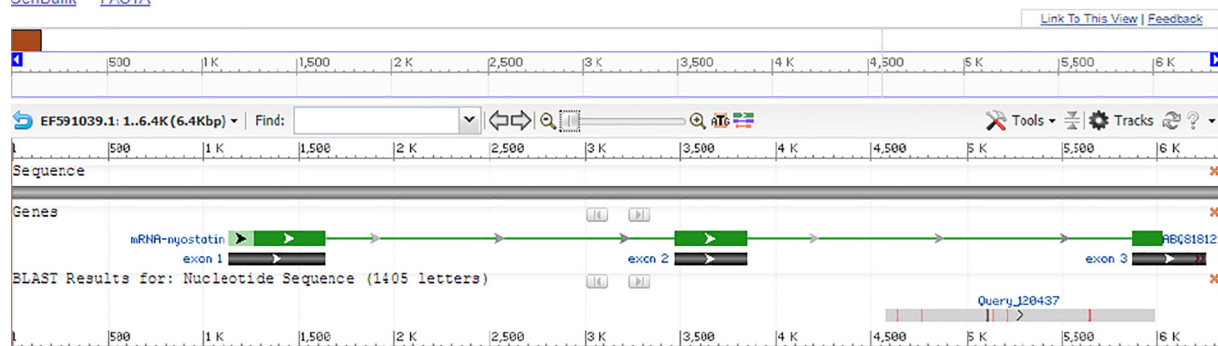 GenBank FASTA
Link To This View | Feedback
500 1 K 1,500 2 K 2,500 3 K 3,500 4 K 4,500 5 K 5,500 6 K
EF591039.1: 1..6.4K (6.4Kbp) Find: ATG Tools Tracks ?
1 500 1 K 1,500 2 K 2,500 3 K 3,500 4 K 4,500 5 K 5,500 6 K
Sequence
Genes
mRNA-myostatin ABQ81812
exon 1 exon 2 exon 3
BLAST Results for: Nucleotide Sequence (1405 letters)
Query_120437
1 500 1 K 1,500 2 K 2,500 3 K 3,500 4 K 4,500 5 K 5,500 6 K